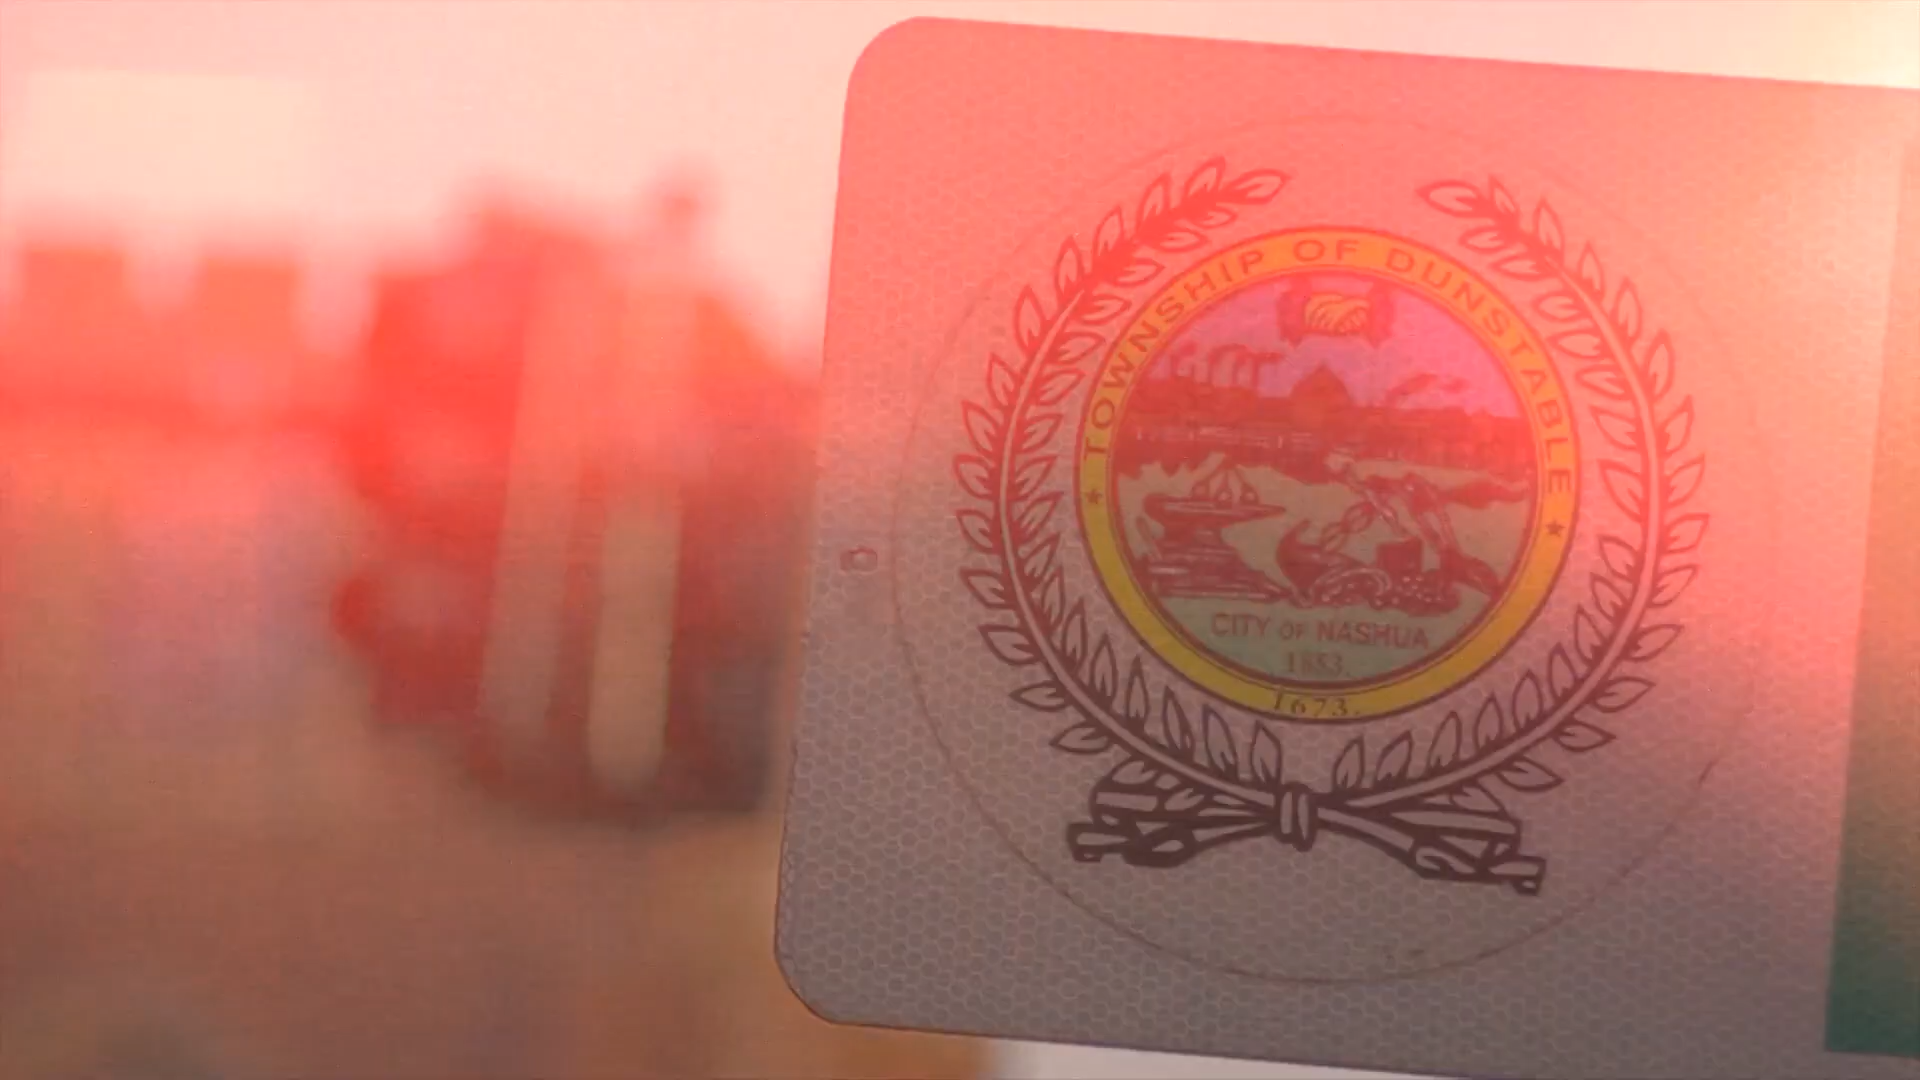 TOWNSHIP OF DUNSTABLE
CITY OF NASHUA
1853.
1673.